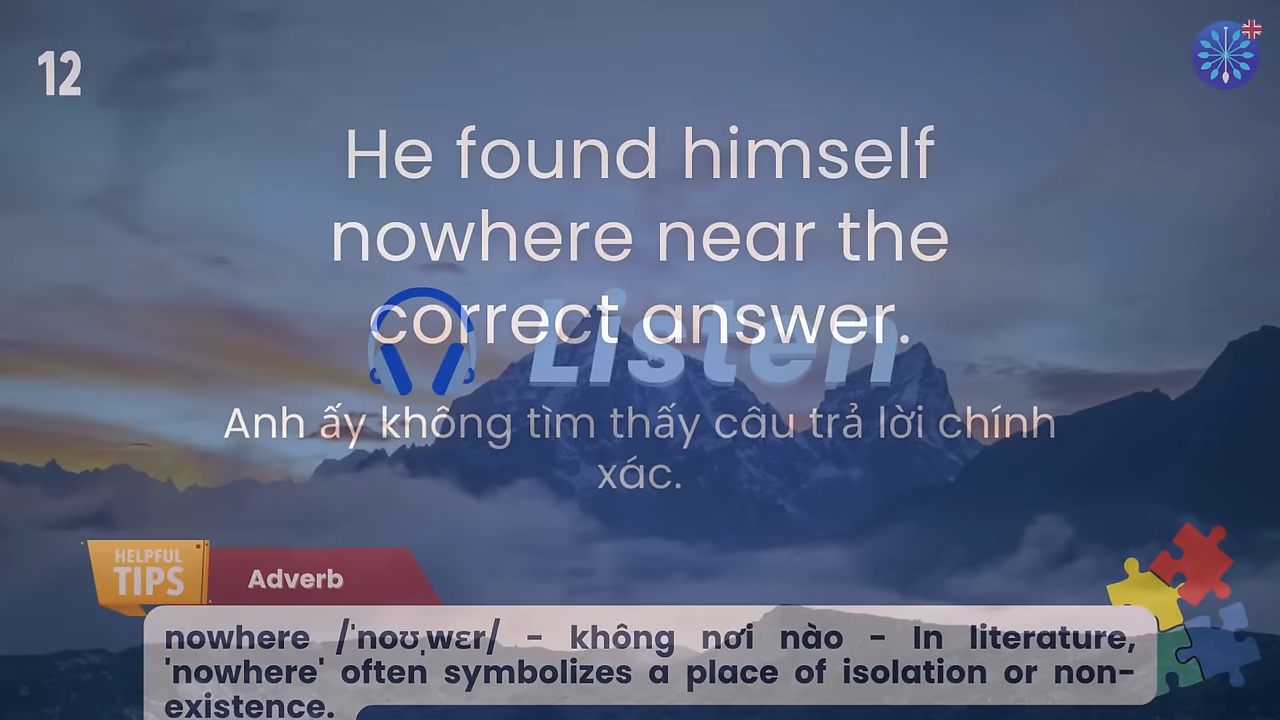 12
He found himself
nowhere near the
correct answer.
Listen
Anh ấy không tìm thấy câu trả lời chính
xác.
HELPFUL
TIPS
Adverb
nowhere /ˈnoʊˌwɛr/ - không nơi nào - In literature,
'nowhere' often symbolizes a place of isolation or non-
existence.